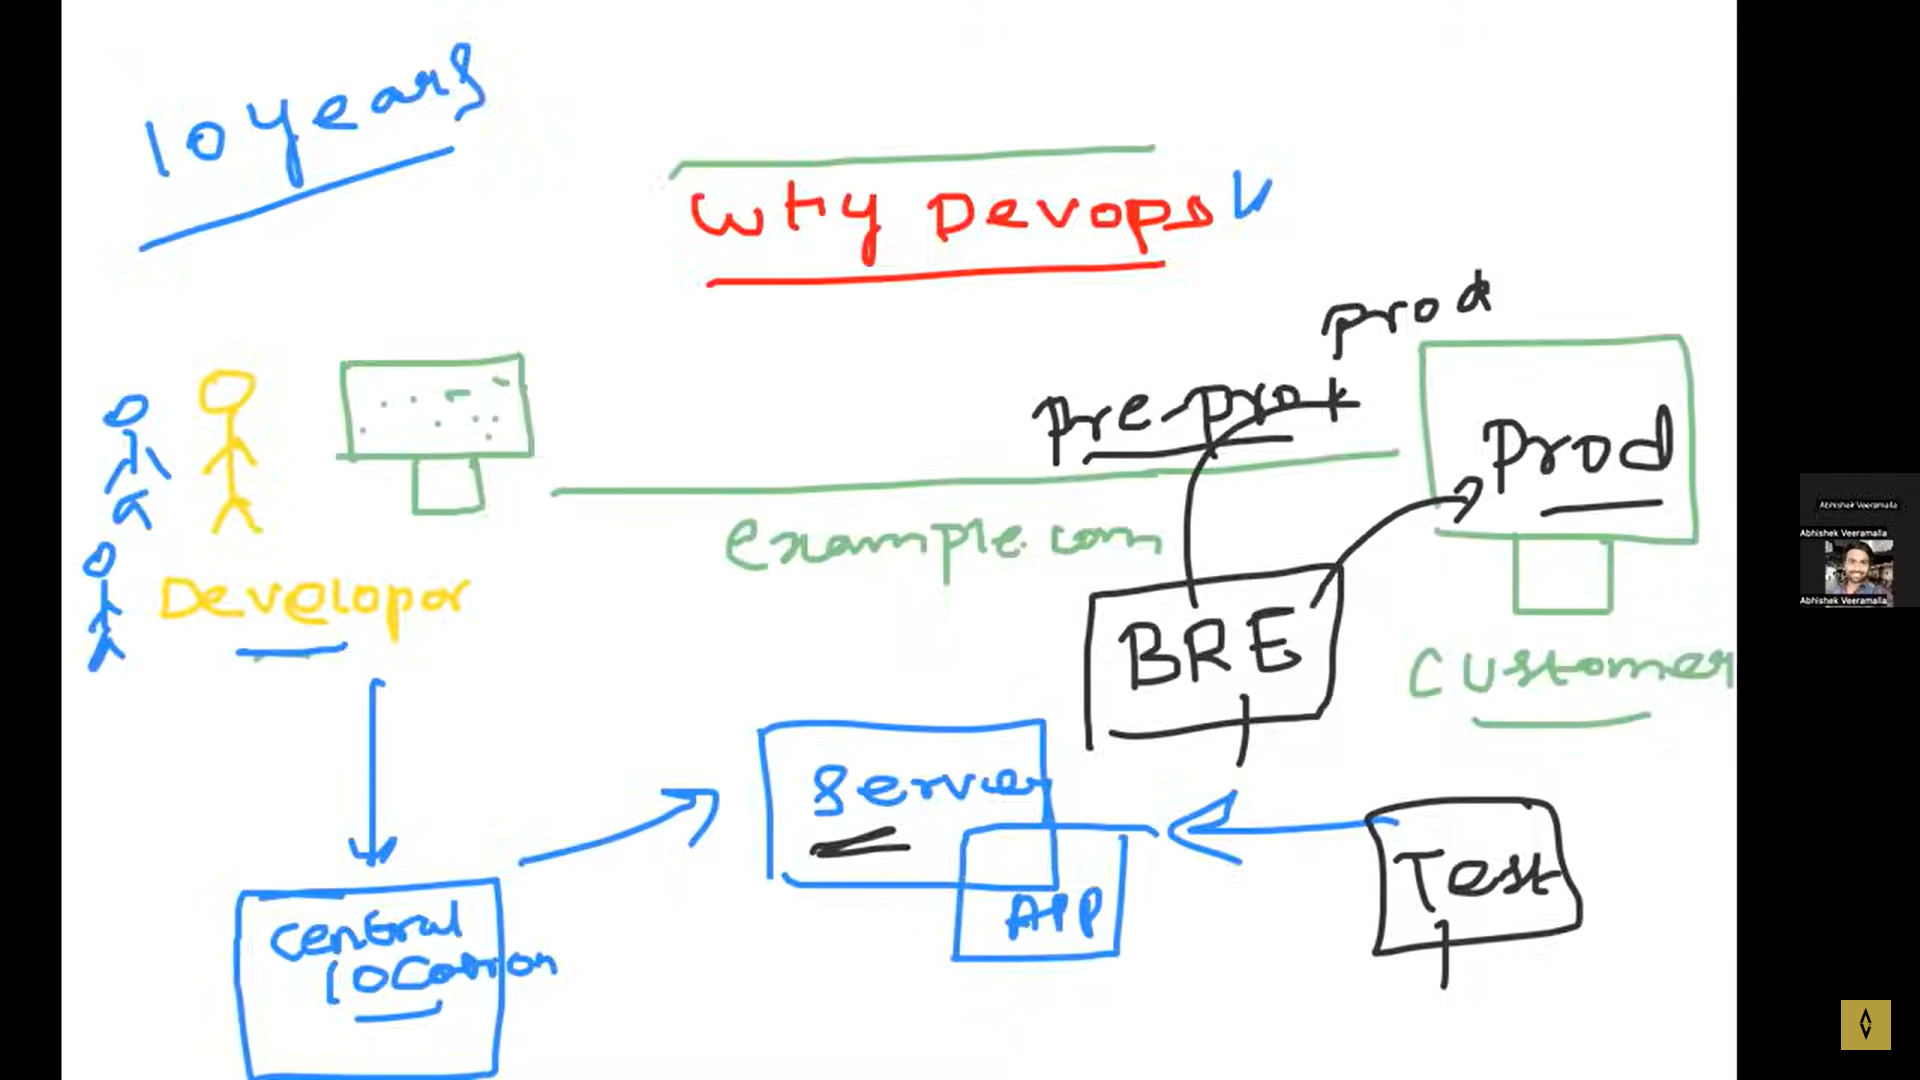 10 years
Why Devops
prod
pre-prod
Prod
example.com
Developer
BRE
Customer
Server
APP
Test
Central
location
Abhishek Veeramalla
Abhishek Veeramalla
Abhishek Veeramalla